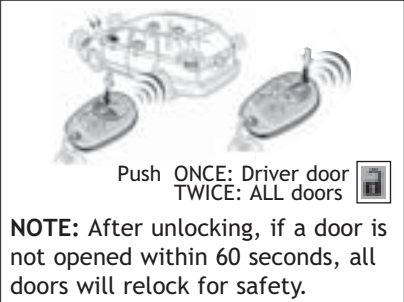 Push ONCE: Driver door
TWICE: ALL doors
NOTE: After unlocking, if a door is
not opened within 60 seconds, all
doors will relock for safety.